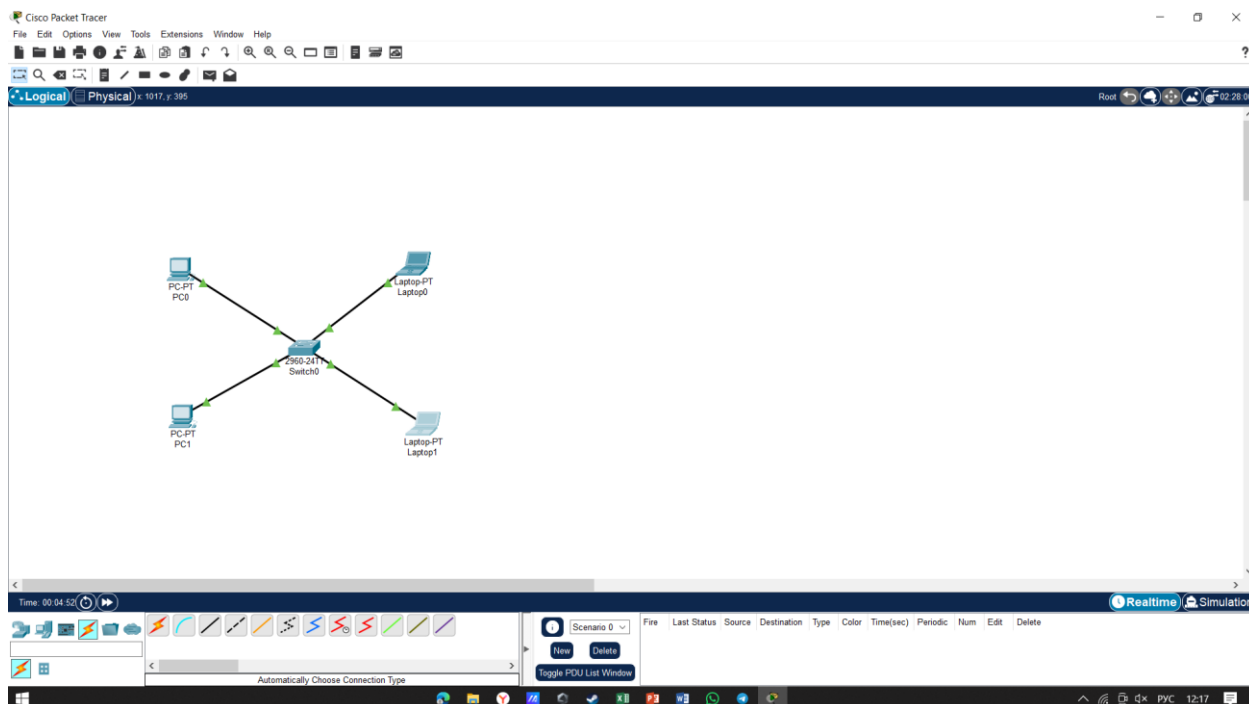 Cisco Packet Tracer
File Edit Options View Tools Extensions Window Help
?
Logical Physical x: 1017, y: 395 Root 02:28:0
PC-PT
PC0
Laptop-PT
Laptop0
2960-24TT
Switch0
PC-PT
PC1
Laptop-PT
Laptop1
Time: 00:04:52 Realtime Simulation
Scenario 0 Fire Last Status Source Destination Type Color Time(sec) Periodic Num Edit Delete
New Delete
Toggle PDU List Window
Automatically Choose Connection Type
РУС 12:17